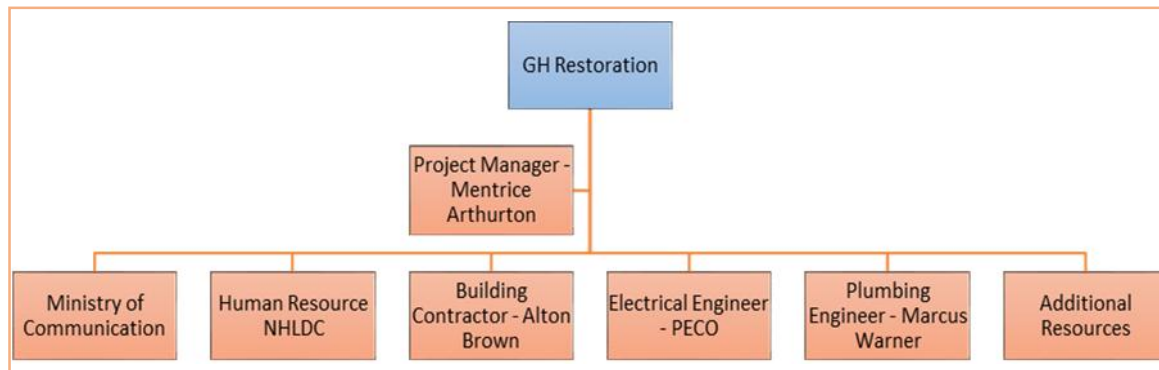 GH Restoration
Project Manager -
Mentrice
Arthurton
Ministry of
Communication
Human Resource
NHLDC
Building
Contractor - Alton
Brown
Electrical Engineer
- PECO
Plumbing
Engineer - Marcus
Warner
Additional
Resources